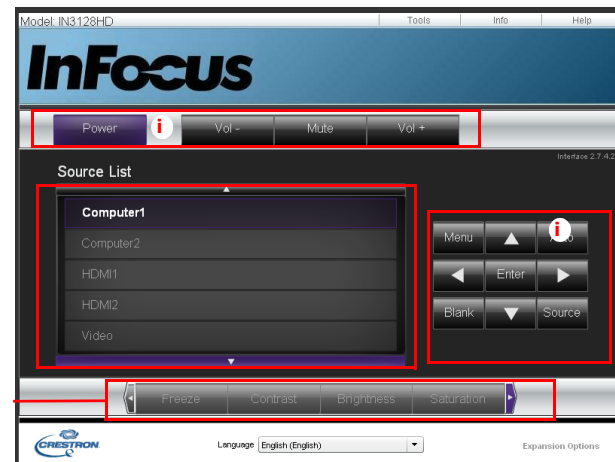 Model: IN3128HD Tools Info Help
InFocus
Power i Vol - Mute Vol +
Interface 2.7.4.2
Source List
Computer1
Computer2
HDMI1
HDMI2
Video
Menu i
Enter
Blank Source
Freeze Contrast Brightness Saturation
CRESTRON Language English (English) Expansion Options